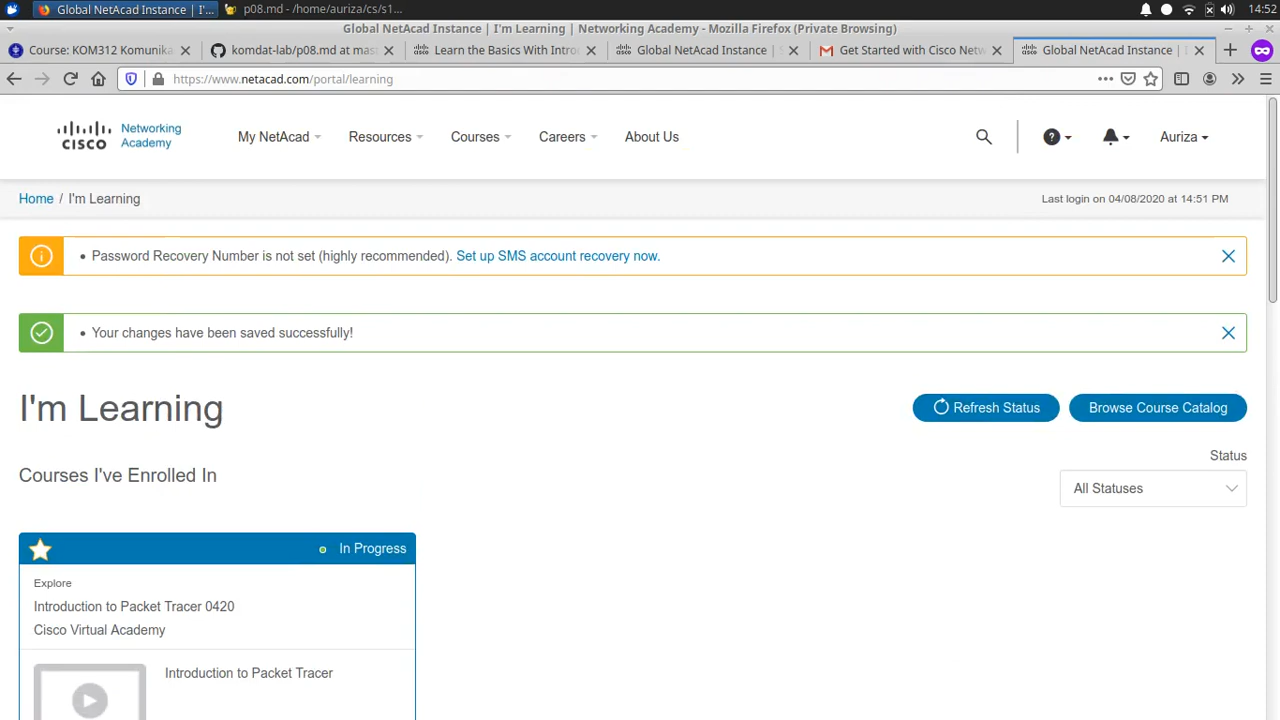 Global NetAcad Instance | I'...
p08.md - /home/auriza/cs/s1...
14:52
Global NetAcad Instance | I'm Learning | Networking Academy - Mozilla Firefox (Private Browsing)
Course: KOM312 Komunika
komdat-lab/p08.md at mas
Learn the Basics With Intro
Global NetAcad Instance | S
Get Started with Cisco Netw
Global NetAcad Instance | I
https://www.netacad.com/portal/learning
cisco
Networking
Academy
My NetAcad
Resources
Courses
Careers
About Us
Auriza
Home / I'm Learning
Last login on 04/08/2020 at 14:51 PM
• Password Recovery Number is not set (highly recommended). Set up SMS account recovery now.
• Your changes have been saved successfully!
I'm Learning
Refresh Status
Browse Course Catalog
Status
Courses I've Enrolled In
All Statuses
In Progress
Explore
Introduction to Packet Tracer 0420
Cisco Virtual Academy
Introduction to Packet Tracer